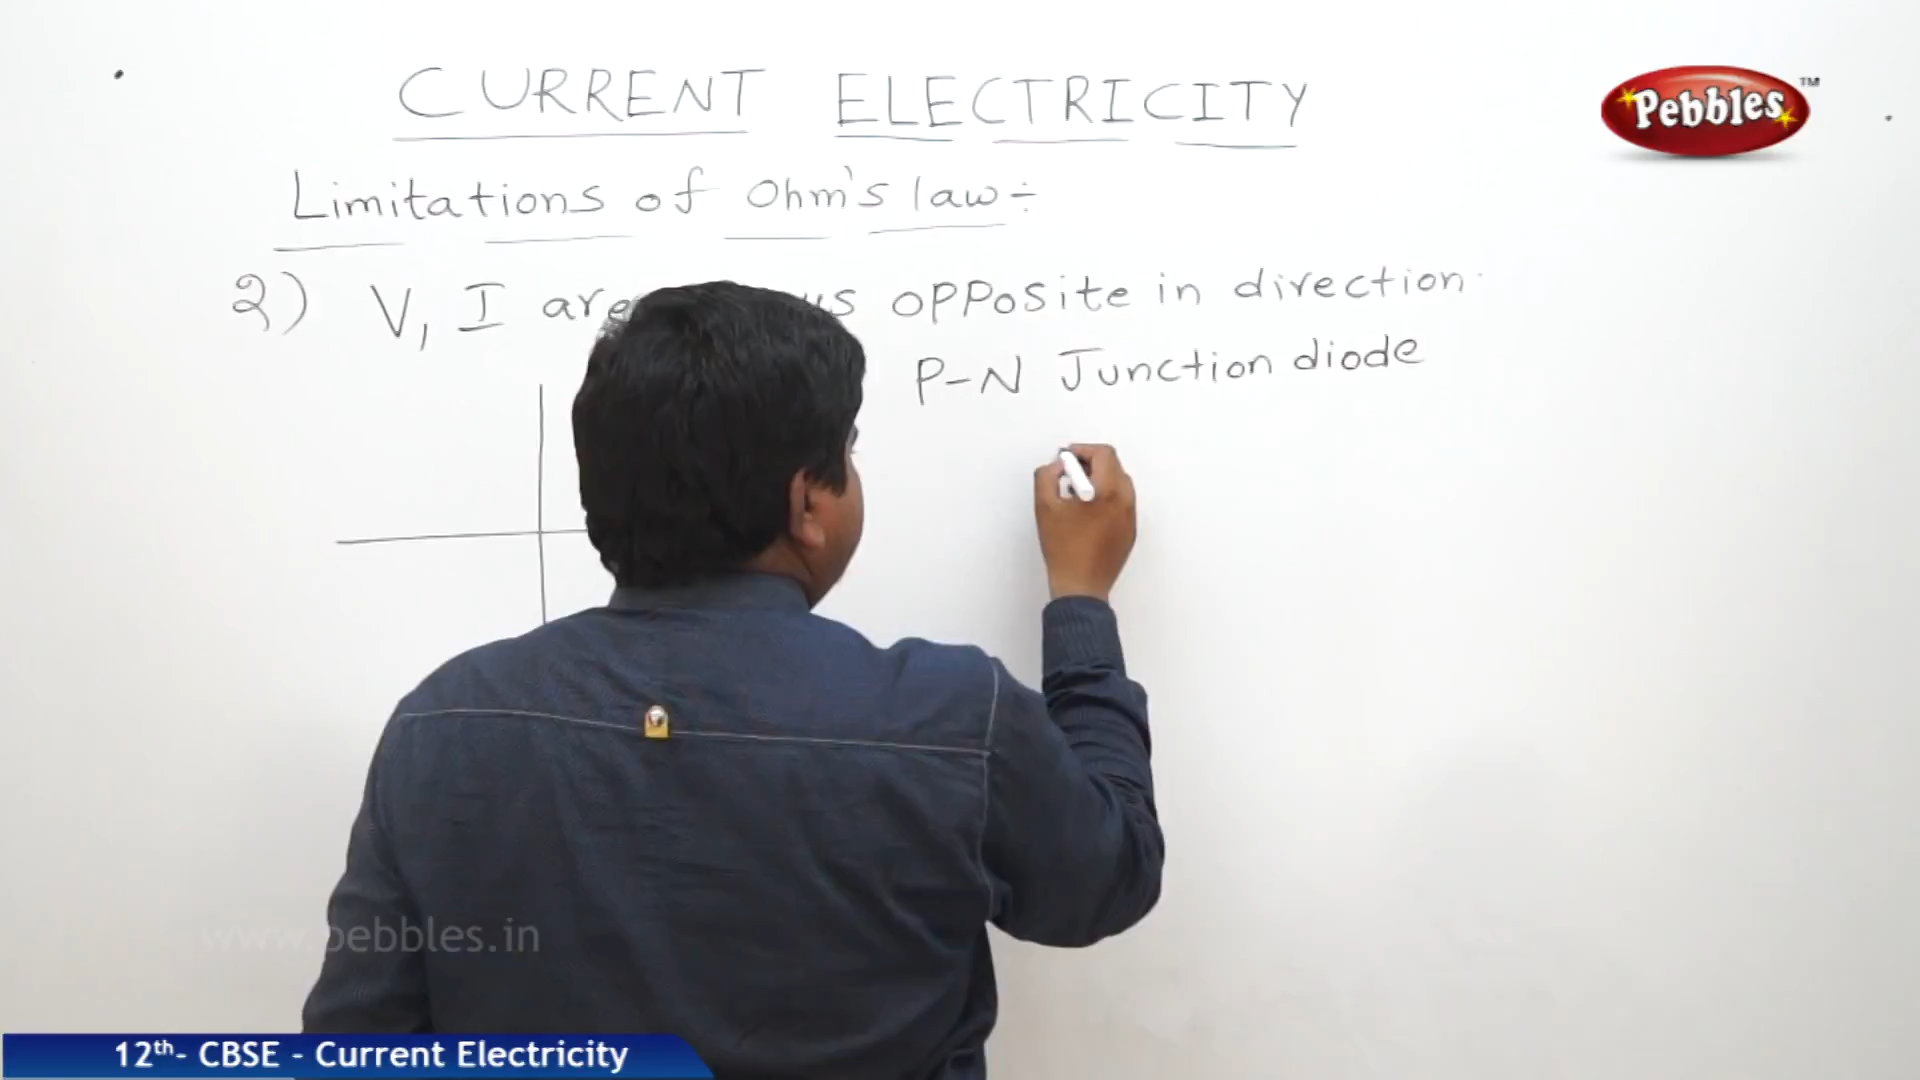 CURRENT ELECTRICITY
Pebbles™
Limitations of Ohm's law :-
2) V, I are opposite in direction.
P-N Junction diode
www.pebbles.in
12th- CBSE - Current Electricity